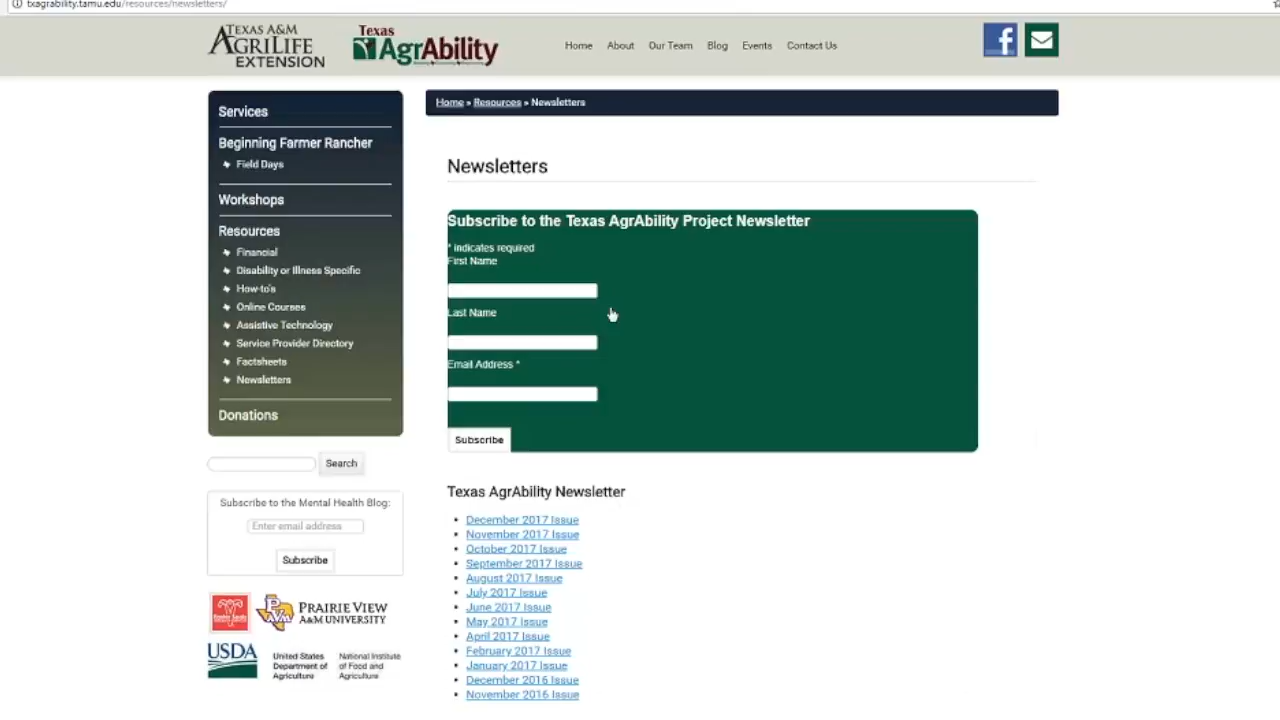 txagrability.tamu.edu/resources/newsletters/
TEXAS A&M
AGRILIFE
EXTENSION
Texas
AgrAbility
Home
About
Our Team
Blog
Events
Contact Us
Services
Beginning Farmer Rancher
Field Days
Workshops
Resources
Financial
Disability or Illness Specific
How-to's
Online Courses
Assistive Technology
Service Provider Directory
Factsheets
Newsletters
Donations
Search
Subscribe to the Mental Health Blog:
Enter email address
Subscribe
PRAIRIE VIEW
A&M UNIVERSITY
USDA
United States
Department of
Agriculture
National Institute
of Food and
Agriculture
Home » Resources » Newsletters
Newsletters
Subscribe to the Texas AgrAbility Project Newsletter
* indicates required
First Name
Last Name
Email Address *
Subscribe
Texas AgrAbility Newsletter
December 2017 Issue
November 2017 Issue
October 2017 Issue
September 2017 Issue
August 2017 Issue
July 2017 Issue
June 2017 Issue
May 2017 Issue
April 2017 Issue
February 2017 Issue
January 2017 Issue
December 2016 Issue
November 2016 Issue